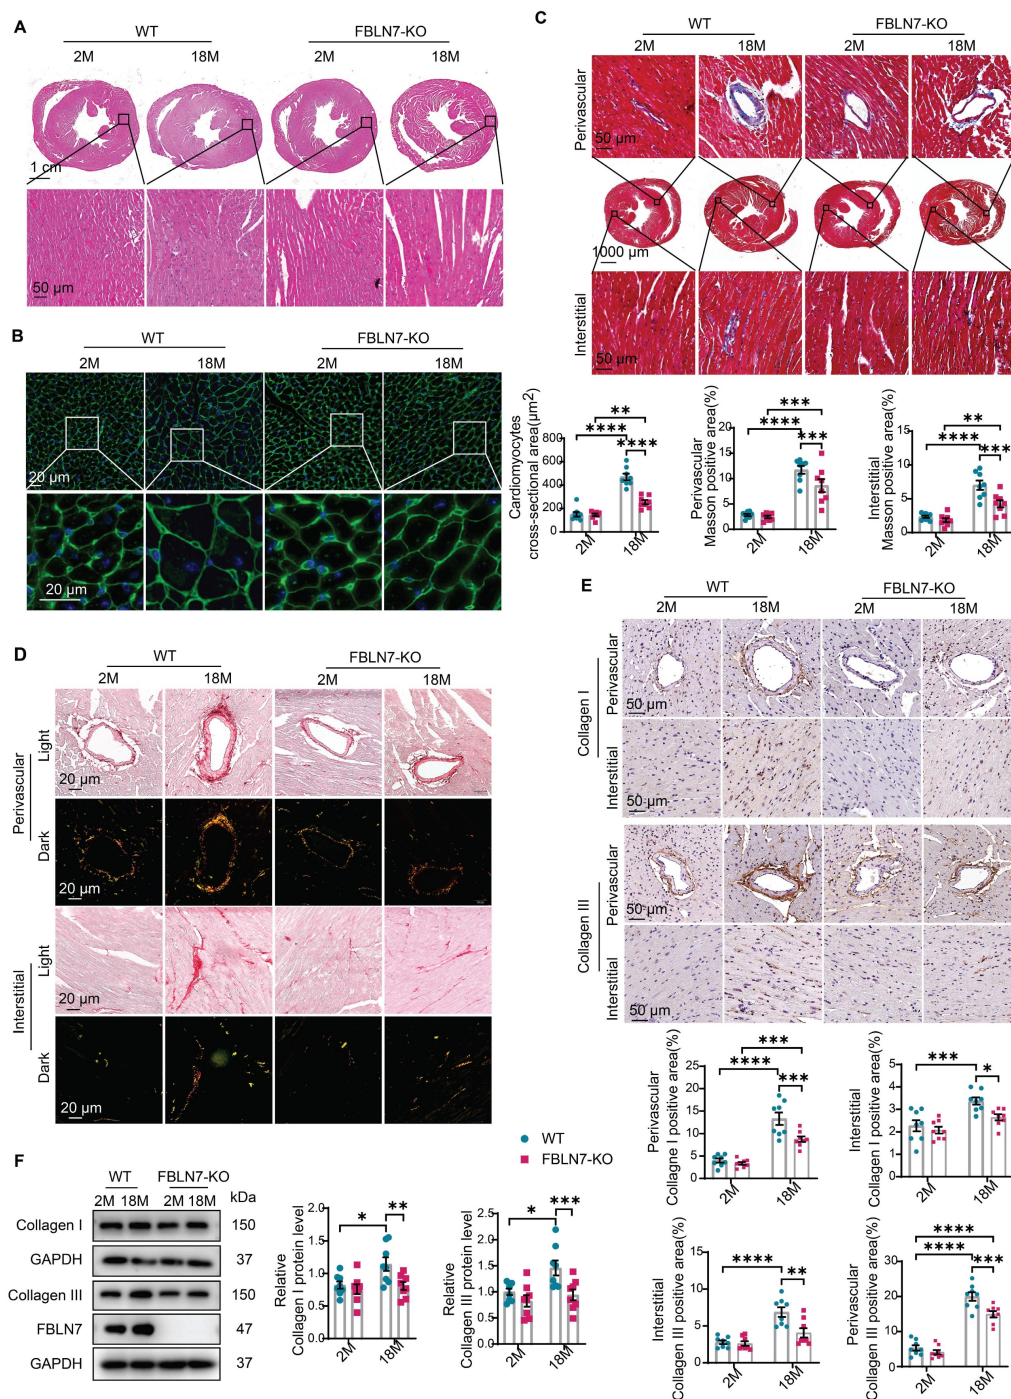 A
WT
FBLN7-KO
2M
18M
2M
18M
1 cm
50 µm
B
WT
FBLN7-KO
2M
18M
2M
18M
20 µm
20 µm
Cardiomyocytes
cross-sectional area(µm2)
800
600
400
200
0
**
****
****
2M
18M
C
WT
FBLN7-KO
2M
18M
2M
18M
Perivascular
50 µm
1000 µm
Interstitial
50 µm
Perivascular
Masson positive area(%)
20
15
10
5
0
***
****
***
2M
18M
Interstitial
Masson positive area(%)
15
10
5
0
**
****
***
2M
18M
D
WT
FBLN7-KO
2M
18M
2M
18M
Perivascular
Light
20 µm
Dark
20 µm
Interstitial
Light
20 µm
Dark
20 µm
E
WT
FBLN7-KO
2M
18M
2M
18M
Collagen I
Perivascular
50 µm
Interstitial
50 µm
Collagen III
Perivascular
50 µm
Interstitial
50 µm
Perivascular
Collagne I positive area(%)
25
20
15
10
5
0
***
****
***
2M
18M
Interstitial
Collagen I positive area(%)
5
4
3
2
1
0
***
*
2M
18M
Interstitial
Collagen III positive area(%)
15
10
5
0
****
**
2M
18M
Perivascular
Collagen III positive area(%)
30
20
10
0
****
****
***
2M
18M
WT
FBLN7-KO
F
WT
FBLN7-KO
2M 18M 2M 18M
kDa
Collagen I
150
GAPDH
37
Collagen III
150
FBLN7
47
GAPDH
37
Relative
Collagen I protein level
2.0
1.5
1.0
0.5
0.0
*
**
2M
18M
Relative
Collagen III protein level
2.5
2.0
1.5
1.0
0.5
0.0
*
***
2M
18M